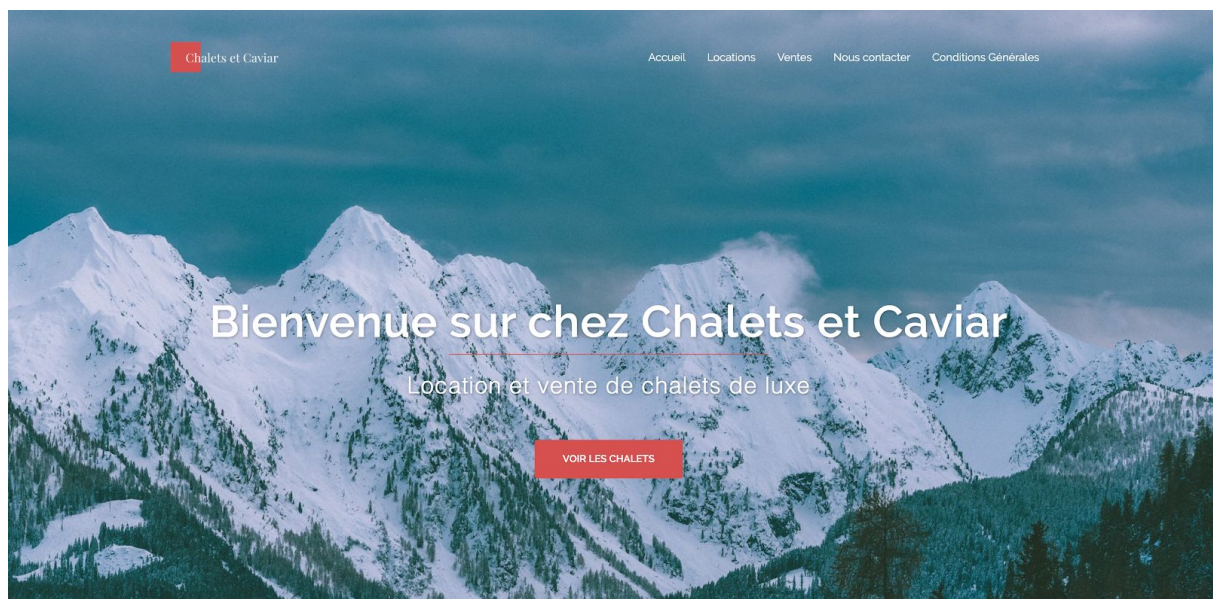 Chalets et Caviar
Accueil Locations Ventes Nous contacter Conditions Générales
Bienvenue sur chez Chalets et Caviar
Location et vente de chalets de luxe
VOIR LES CHALETS